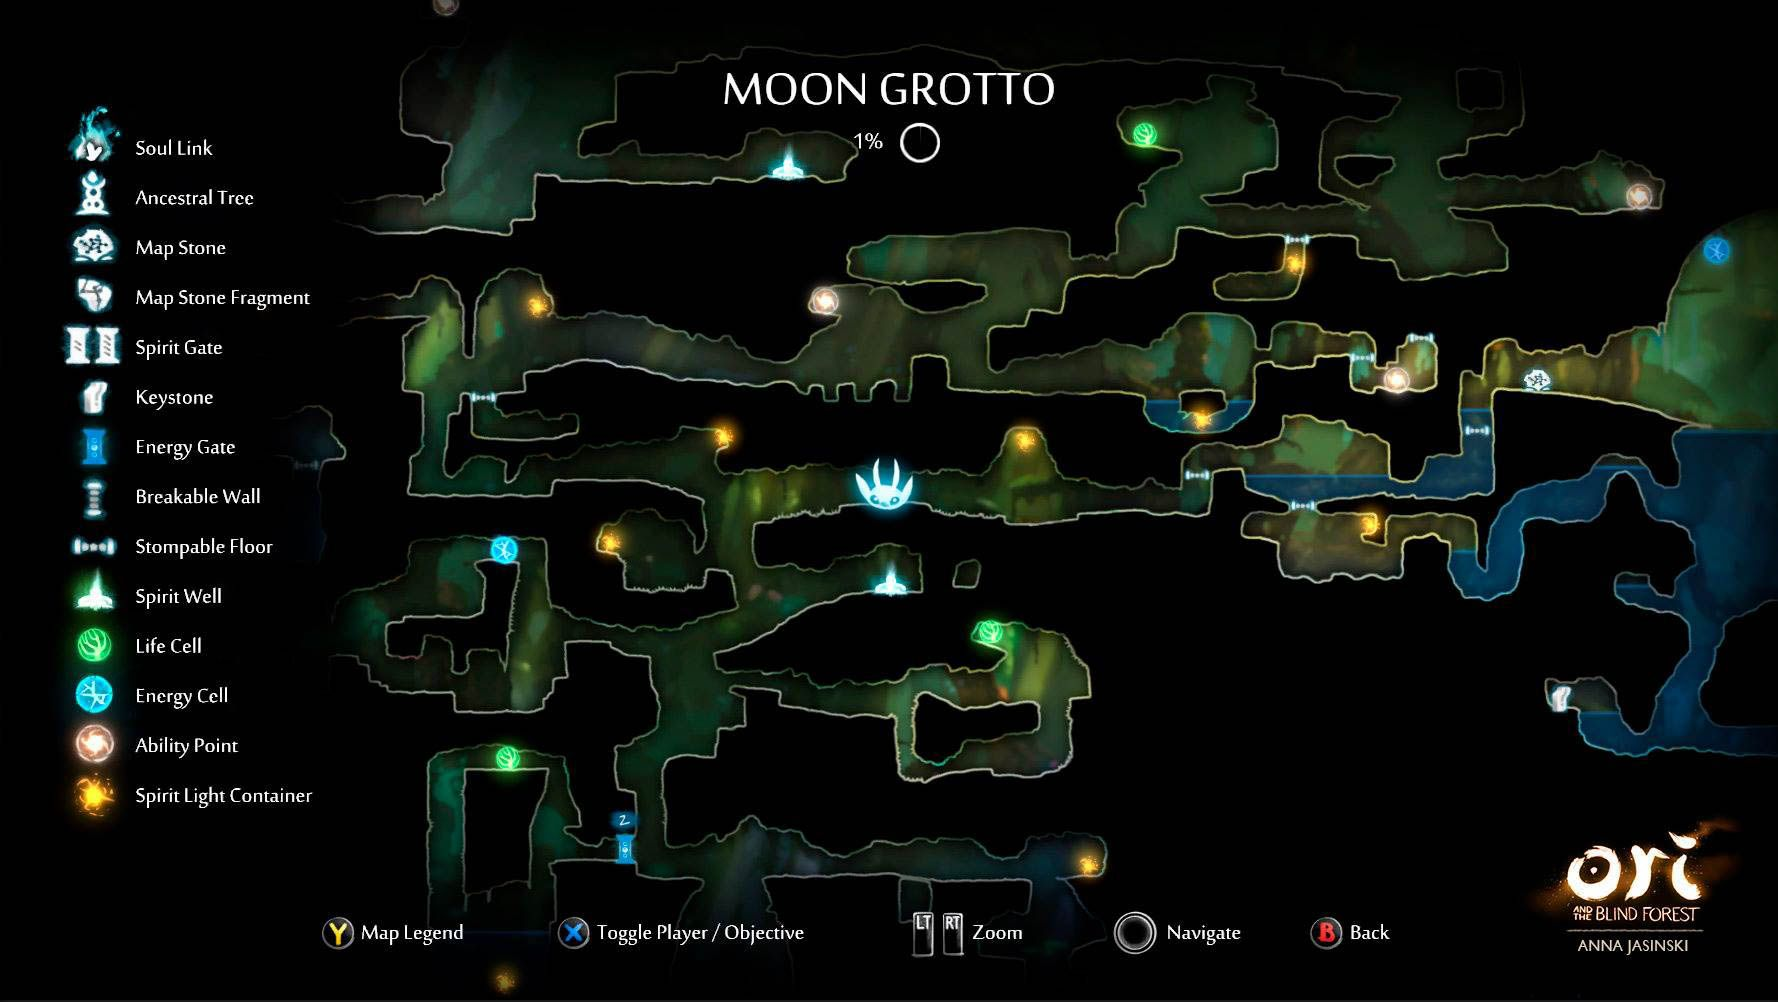 MOON GROTTO
1%
Soul Link
Ancestral Tree
Map Stone
Map Stone Fragment
Spirit Gate
Keystone
Energy Gate
Breakable Wall
Stompable Floor
Spirit Well
Life Cell
Energy Cell
Ability Point
Spirit Light Container
2
Y Map Legend
X Toggle Player / Objective
LT RT Zoom
Navigate
B Back
ori
AND THE BLIND FOREST
ANNA JASINSKI